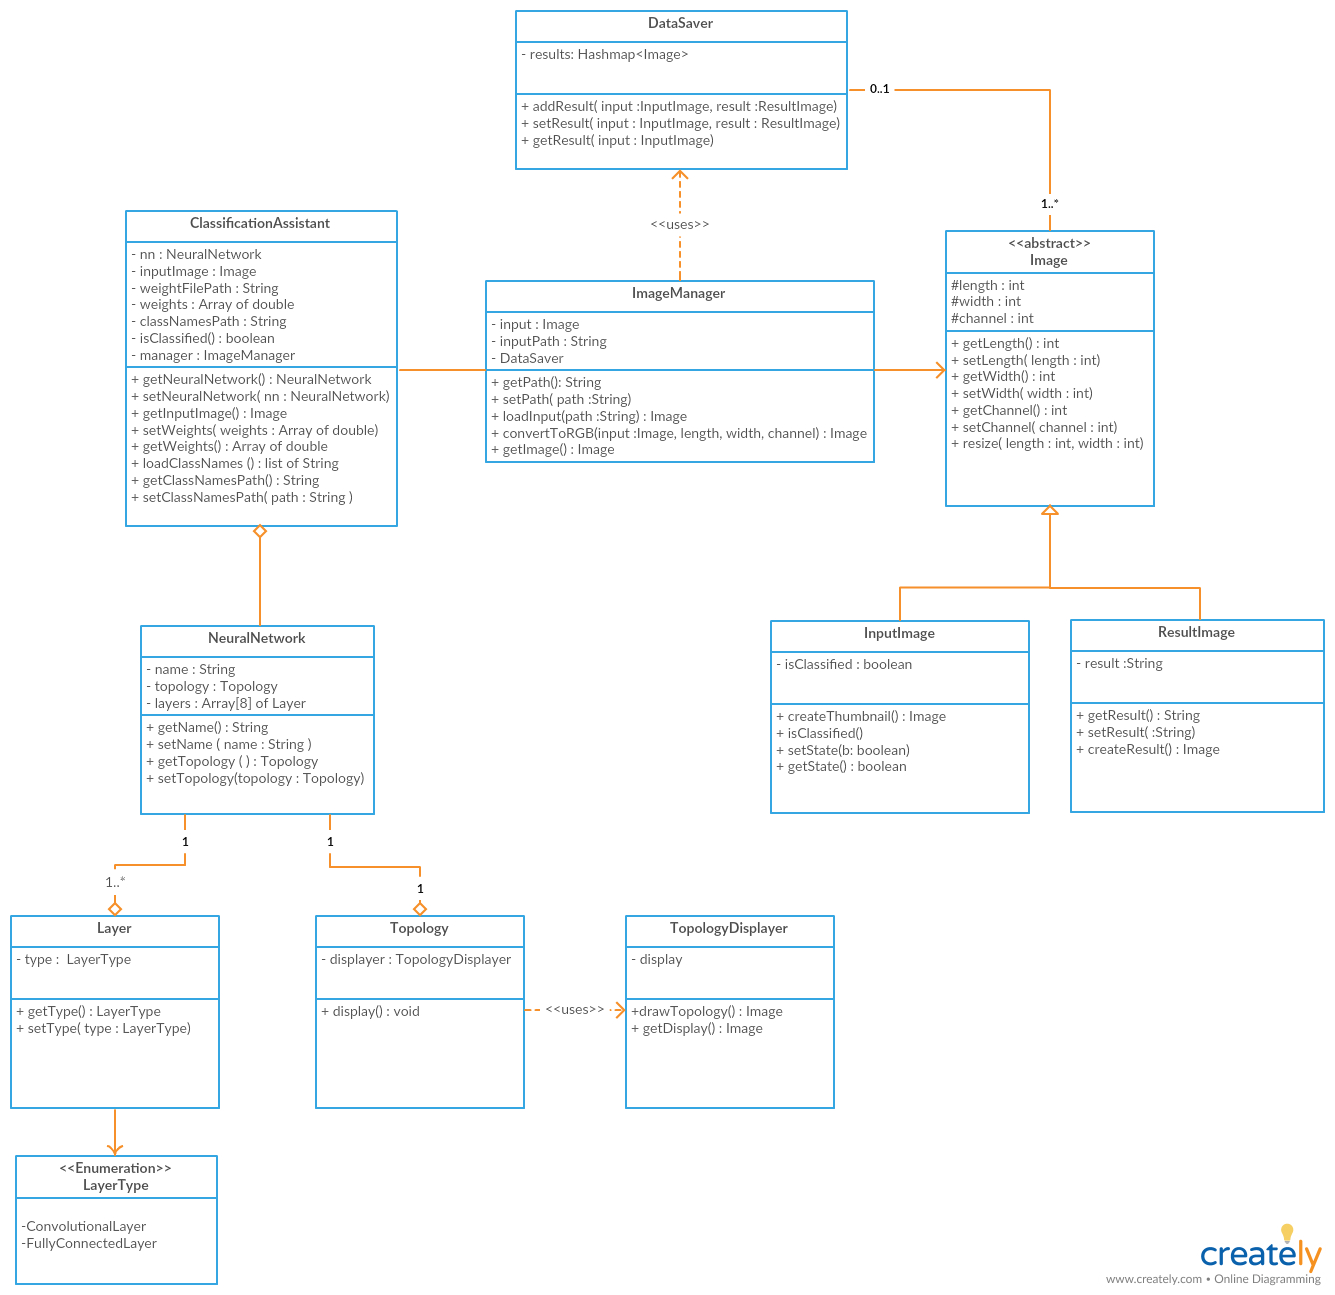 DataSaver
- results: Hashmap<Image>
+ addResult( input :InputImage, result :ResultImage)
+ setResult( input : InputImage, result : ResultImage)
+ getResult( input : InputImage)
0..1
1..*
<<uses>>
ClassificationAssistant
- nn : NeuralNetwork
- inputImage : Image
- weightFilePath : String
- weights : Array of double
- classNamesPath : String
- isClassified() : boolean
- manager : ImageManager
+ getNeuralNetwork() : NeuralNetwork
+ setNeuralNetwork( nn : NeuralNetwork)
+ getInputImage() : Image
+ setWeights( weights : Array of double)
+ getWeights() : Array of double
+ loadClassNames () : list of String
+ getClassNamesPath() : String
+ setClassNamesPath( path : String )
ImageManager
- input : Image
- inputPath : String
- DataSaver
+ getPath(): String
+ setPath( path :String)
+ loadInput(path :String) : Image
+ convertToRGB(input :Image, length, width, channel) : Image
+ getImage() : Image
<<abstract>>
Image
#length : int
#width : int
#channel : int
+ getLength() : int
+ setLength( length : int)
+ getWidth() : int
+ setWidth( width : int)
+ getChannel() : int
+ setChannel( channel : int)
+ resize( length : int, width : int)
NeuralNetwork
- name : String
- topology : Topology
- layers : Array[8] of Layer
+ getName() : String
+ setName ( name : String )
+ getTopology ( ) : Topology
+ setTopology(topology : Topology)
InputImage
- isClassified : boolean
+ createThumbnail() : Image
+ isClassified()
+ setState(b: boolean)
+ getState() : boolean
ResultImage
- result :String
+ getResult() : String
+ setResult( :String)
+ createResult() : Image
1
1
1..*
1
Layer
- type :  LayerType
+ getType() : LayerType
+ setType( type : LayerType)
Topology
- displayer : TopologyDisplayer
+ display() : void
<<uses>>
TopologyDisplayer
- display
+drawTopology() : Image
+ getDisplay() : Image
<<Enumeration>>
LayerType
-ConvolutionalLayer
-FullyConnectedLayer
creately
www.creately.com • Online Diagramming